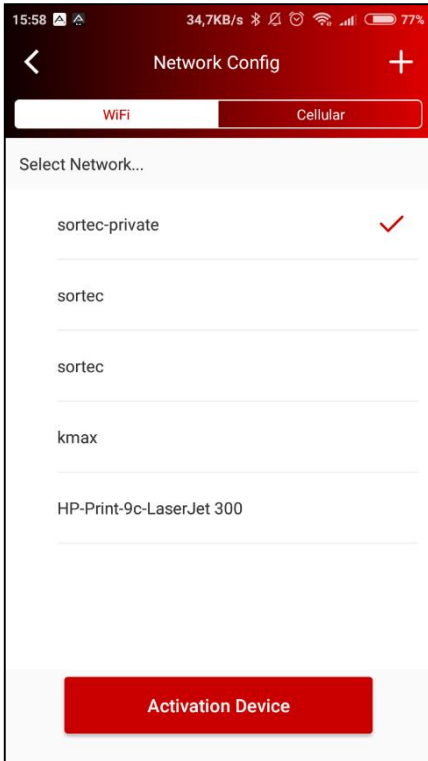 15:58 34,7KB/s 77%
Network Config
WiFi Cellular
Select Network...
sortec-private
sortec
sortec
kmax
HP-Print-9c-LaserJet 300
Activation Device